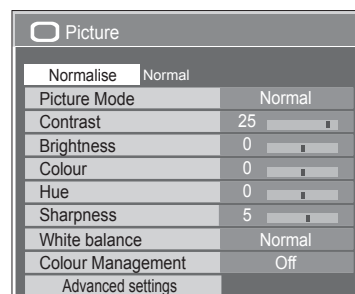 Picture
Normalise Normal
Picture Mode Normal
Contrast 25
Brightness 0
Colour 0
Hue 0
Sharpness 5
White balance Normal
Colour Management Off
Advanced settings